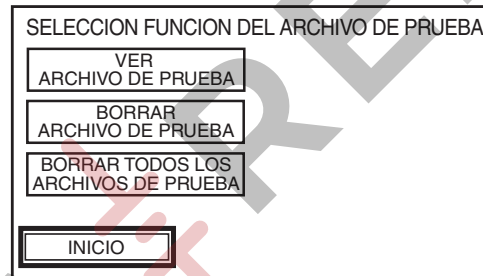 SELECCION FUNCION DEL ARCHIVO DE PRUEBA
VER
ARCHIVO DE PRUEBA
BORRAR
ARCHIVO DE PRUEBA
BORRAR TODOS LOS
ARCHIVOS DE PRUEBA
INICIO